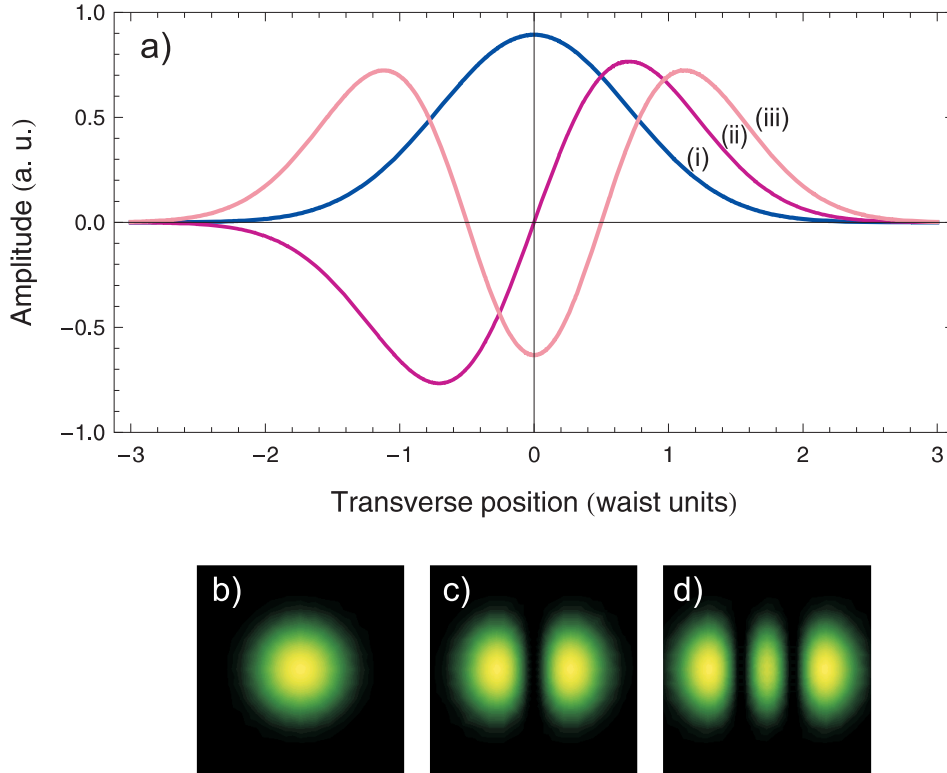 a)
1.0
0.5
0.0
−0.5
−1.0
Amplitude (a. u.)
(i)
(ii)
(iii)
−3 −2 −1 0 1 2 3
Transverse position (waist units)
b) c) d)